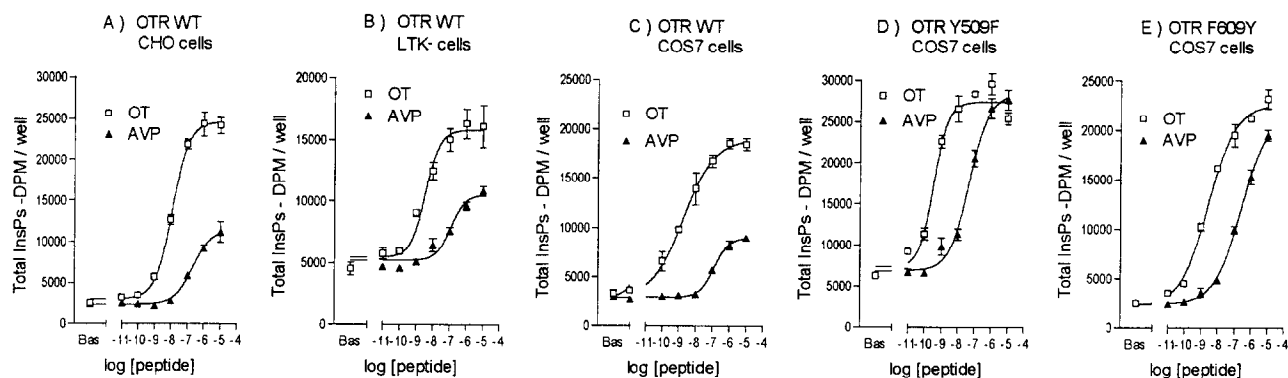 A ) OTR WT
CHO cells
B ) OTR WT
LTK- cells
C ) OTR WT
COS7 cells
D ) OTR Y509F
COS7 cells
E ) OTR F609Y
COS7 cells
Total InsPs -DPM / well
30000
25000
20000
15000
10000
5000
0
OT
AVP
Bas
-11 -10 -9 -8 -7 -6 -5 -4
log [peptide]
Total InsPs - DPM / well
20000
15000
10000
5000
0
OT
AVP
Bas
-11 -10 -9 -8 -7 -6 -5 -4
log [peptide]
Total InsPs - DPM / well
25000
20000
15000
10000
5000
0
OT
AVP
Bas
-11 -10 -9 -8 -7 -6 -5 -4
log [peptide]
Total InsPs - DPM / well
30000
25000
20000
15000
10000
5000
0
OT
AVP
Bas
-11 -10 -9 -8 -7 -6 -5 -4
log [peptide]
Total InsPs -DPM / well
25000
20000
15000
10000
5000
0
OT
AVP
Bas
-11 -10 -9 -8 -7 -6 -5 -4
log [peptide]